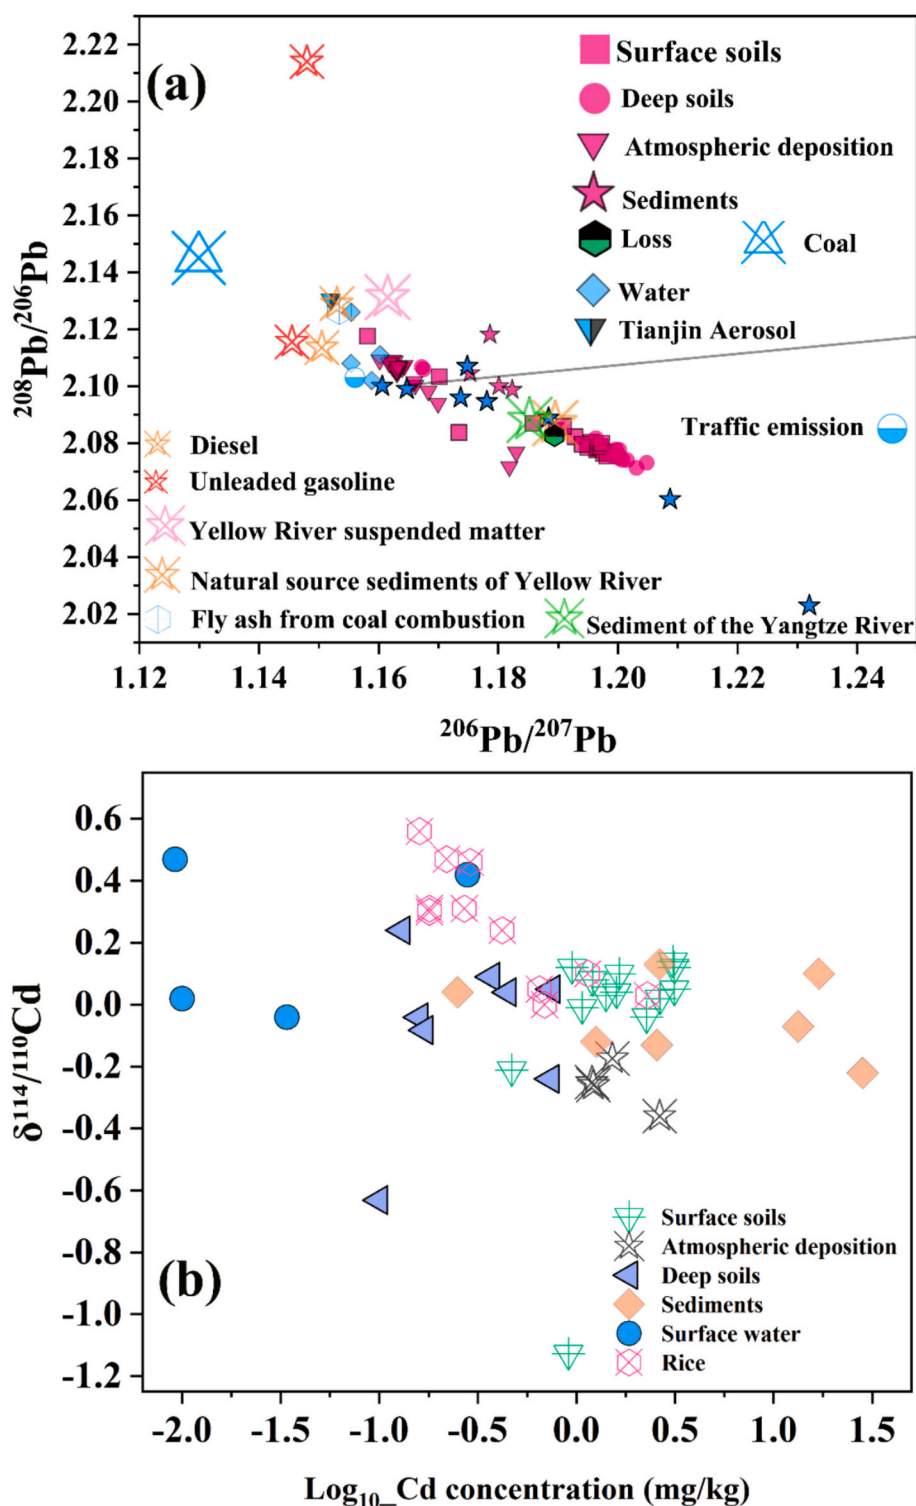 (a)
2.22
2.20
2.18
2.16
2.14
2.12
2.10
2.08
2.06
2.04
2.02
²⁰⁸Pb/²⁰⁶Pb
Surface soils
Deep soils
Atmospheric deposition
Sediments
Loss
Coal
Water
Tianjin Aerosol
Traffic emission
Diesel
Unleaded gasoline
Yellow River suspended matter
Natural source sediments of Yellow River
Fly ash from coal combustion
Sediment of the Yangtze River
1.12 1.14 1.16 1.18 1.20 1.22 1.24
²⁰⁶Pb/²⁰⁷Pb
0.6
0.4
0.2
0.0
-0.2
-0.4
-0.6
-0.8
-1.0
-1.2
δ¹¹⁴/¹¹⁰Cd
(b)
Surface soils
Atmospheric deposition
Deep soils
Sediments
Surface water
Rice
-2.0 -1.5 -1.0 -0.5 0.0 0.5 1.0 1.5
Log₁₀_Cd concentration (mg/kg)